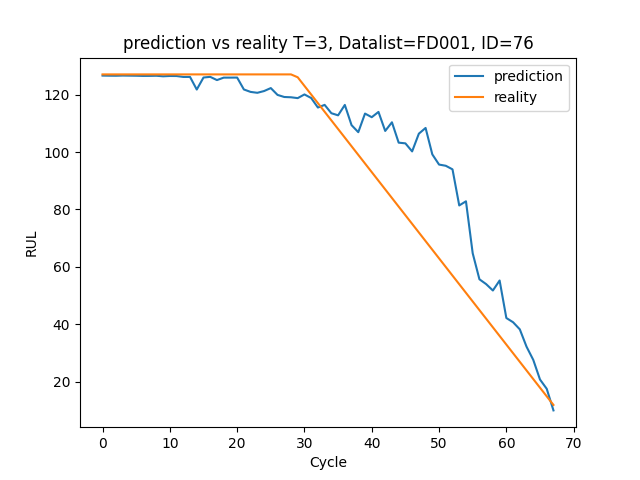 prediction vs reality T=3, Datalist=FD001, ID=76
prediction
reality
RUL
120
100
80
60
40
20
0 10 20 30 40 50 60 70
Cycle